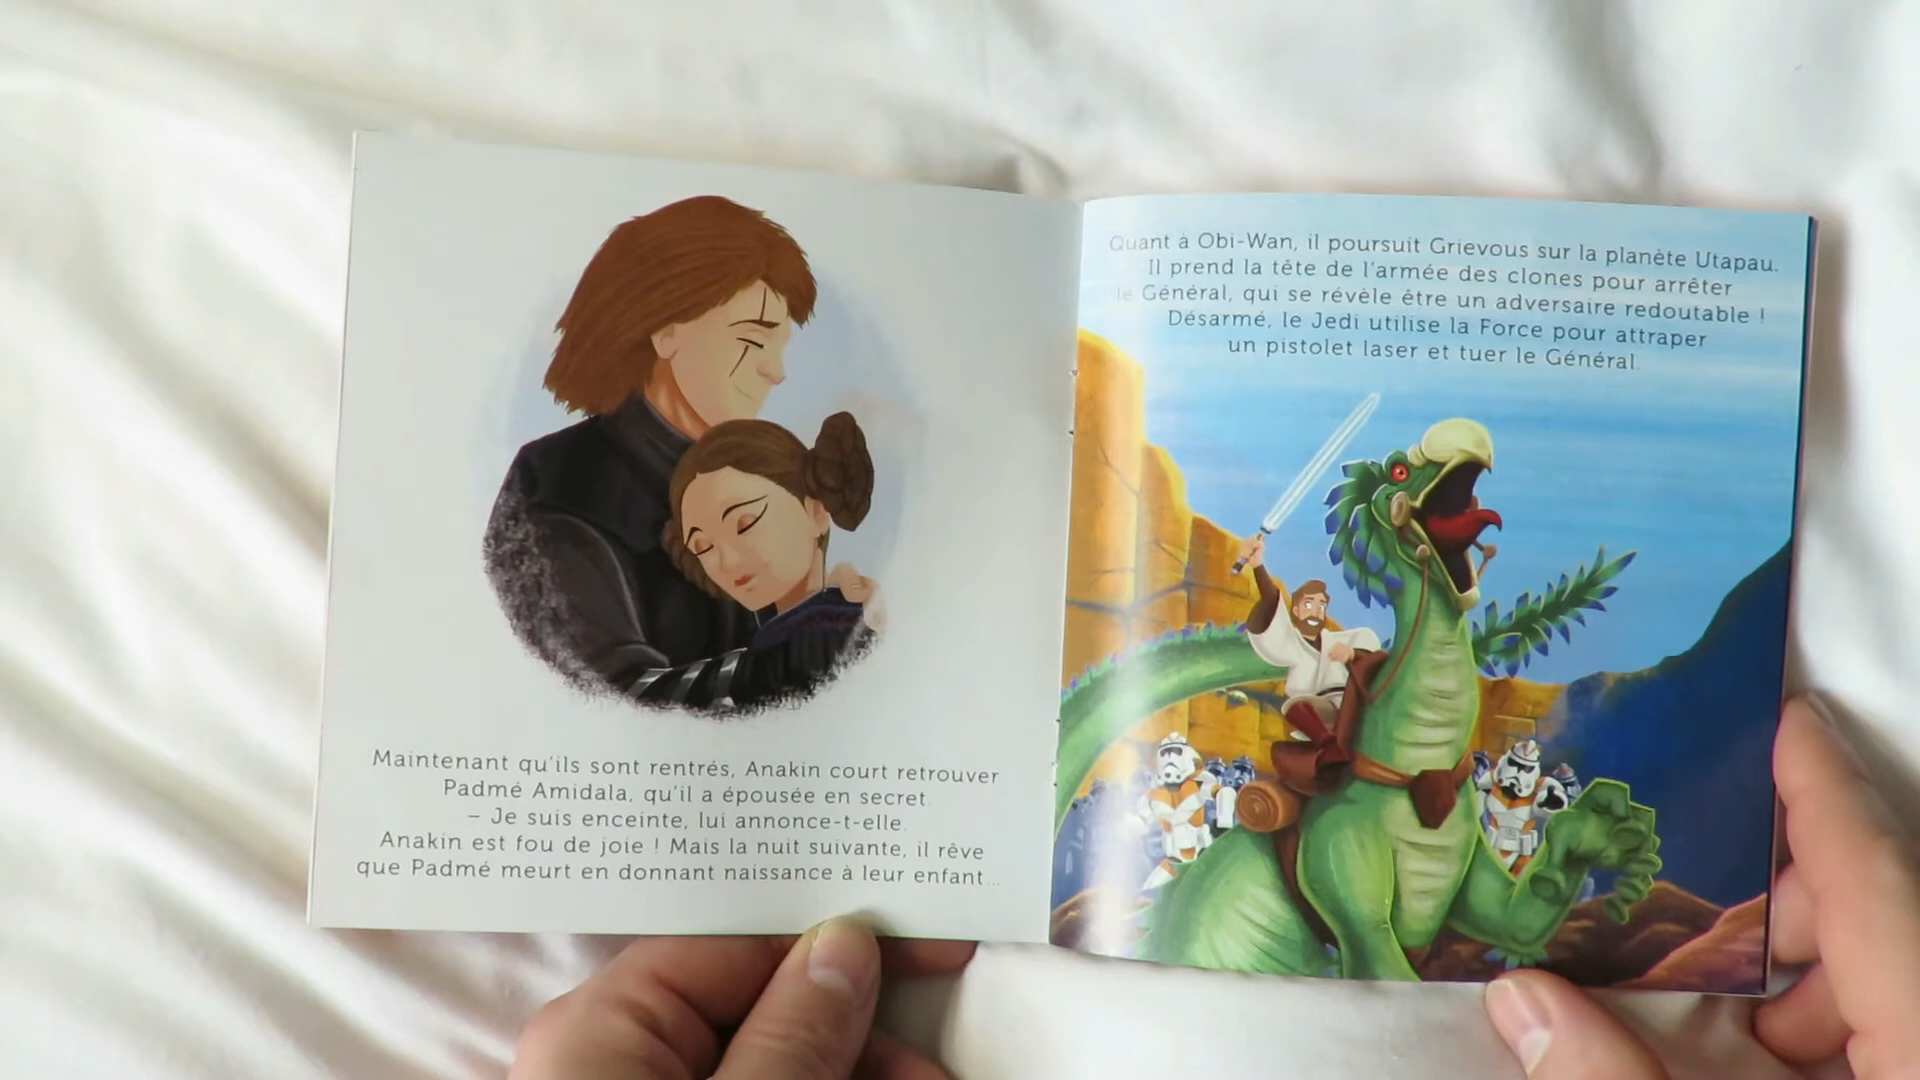 Maintenant qu'ils sont rentrés, Anakin court retrouver
Padmé Amidala, qu'il a épousée en secret.
– Je suis enceinte, lui annonce-t-elle.
Anakin est fou de joie ! Mais la nuit suivante, il rêve
que Padmé meurt en donnant naissance à leur enfant...
Quant à Obi-Wan, il poursuit Grievous sur la planète Utapau.
Il prend la tête de l'armée des clones pour arrêter
le Général, qui se révèle être un adversaire redoutable !
Désarmé, le Jedi utilise la Force pour attraper
un pistolet laser et tuer le Général.